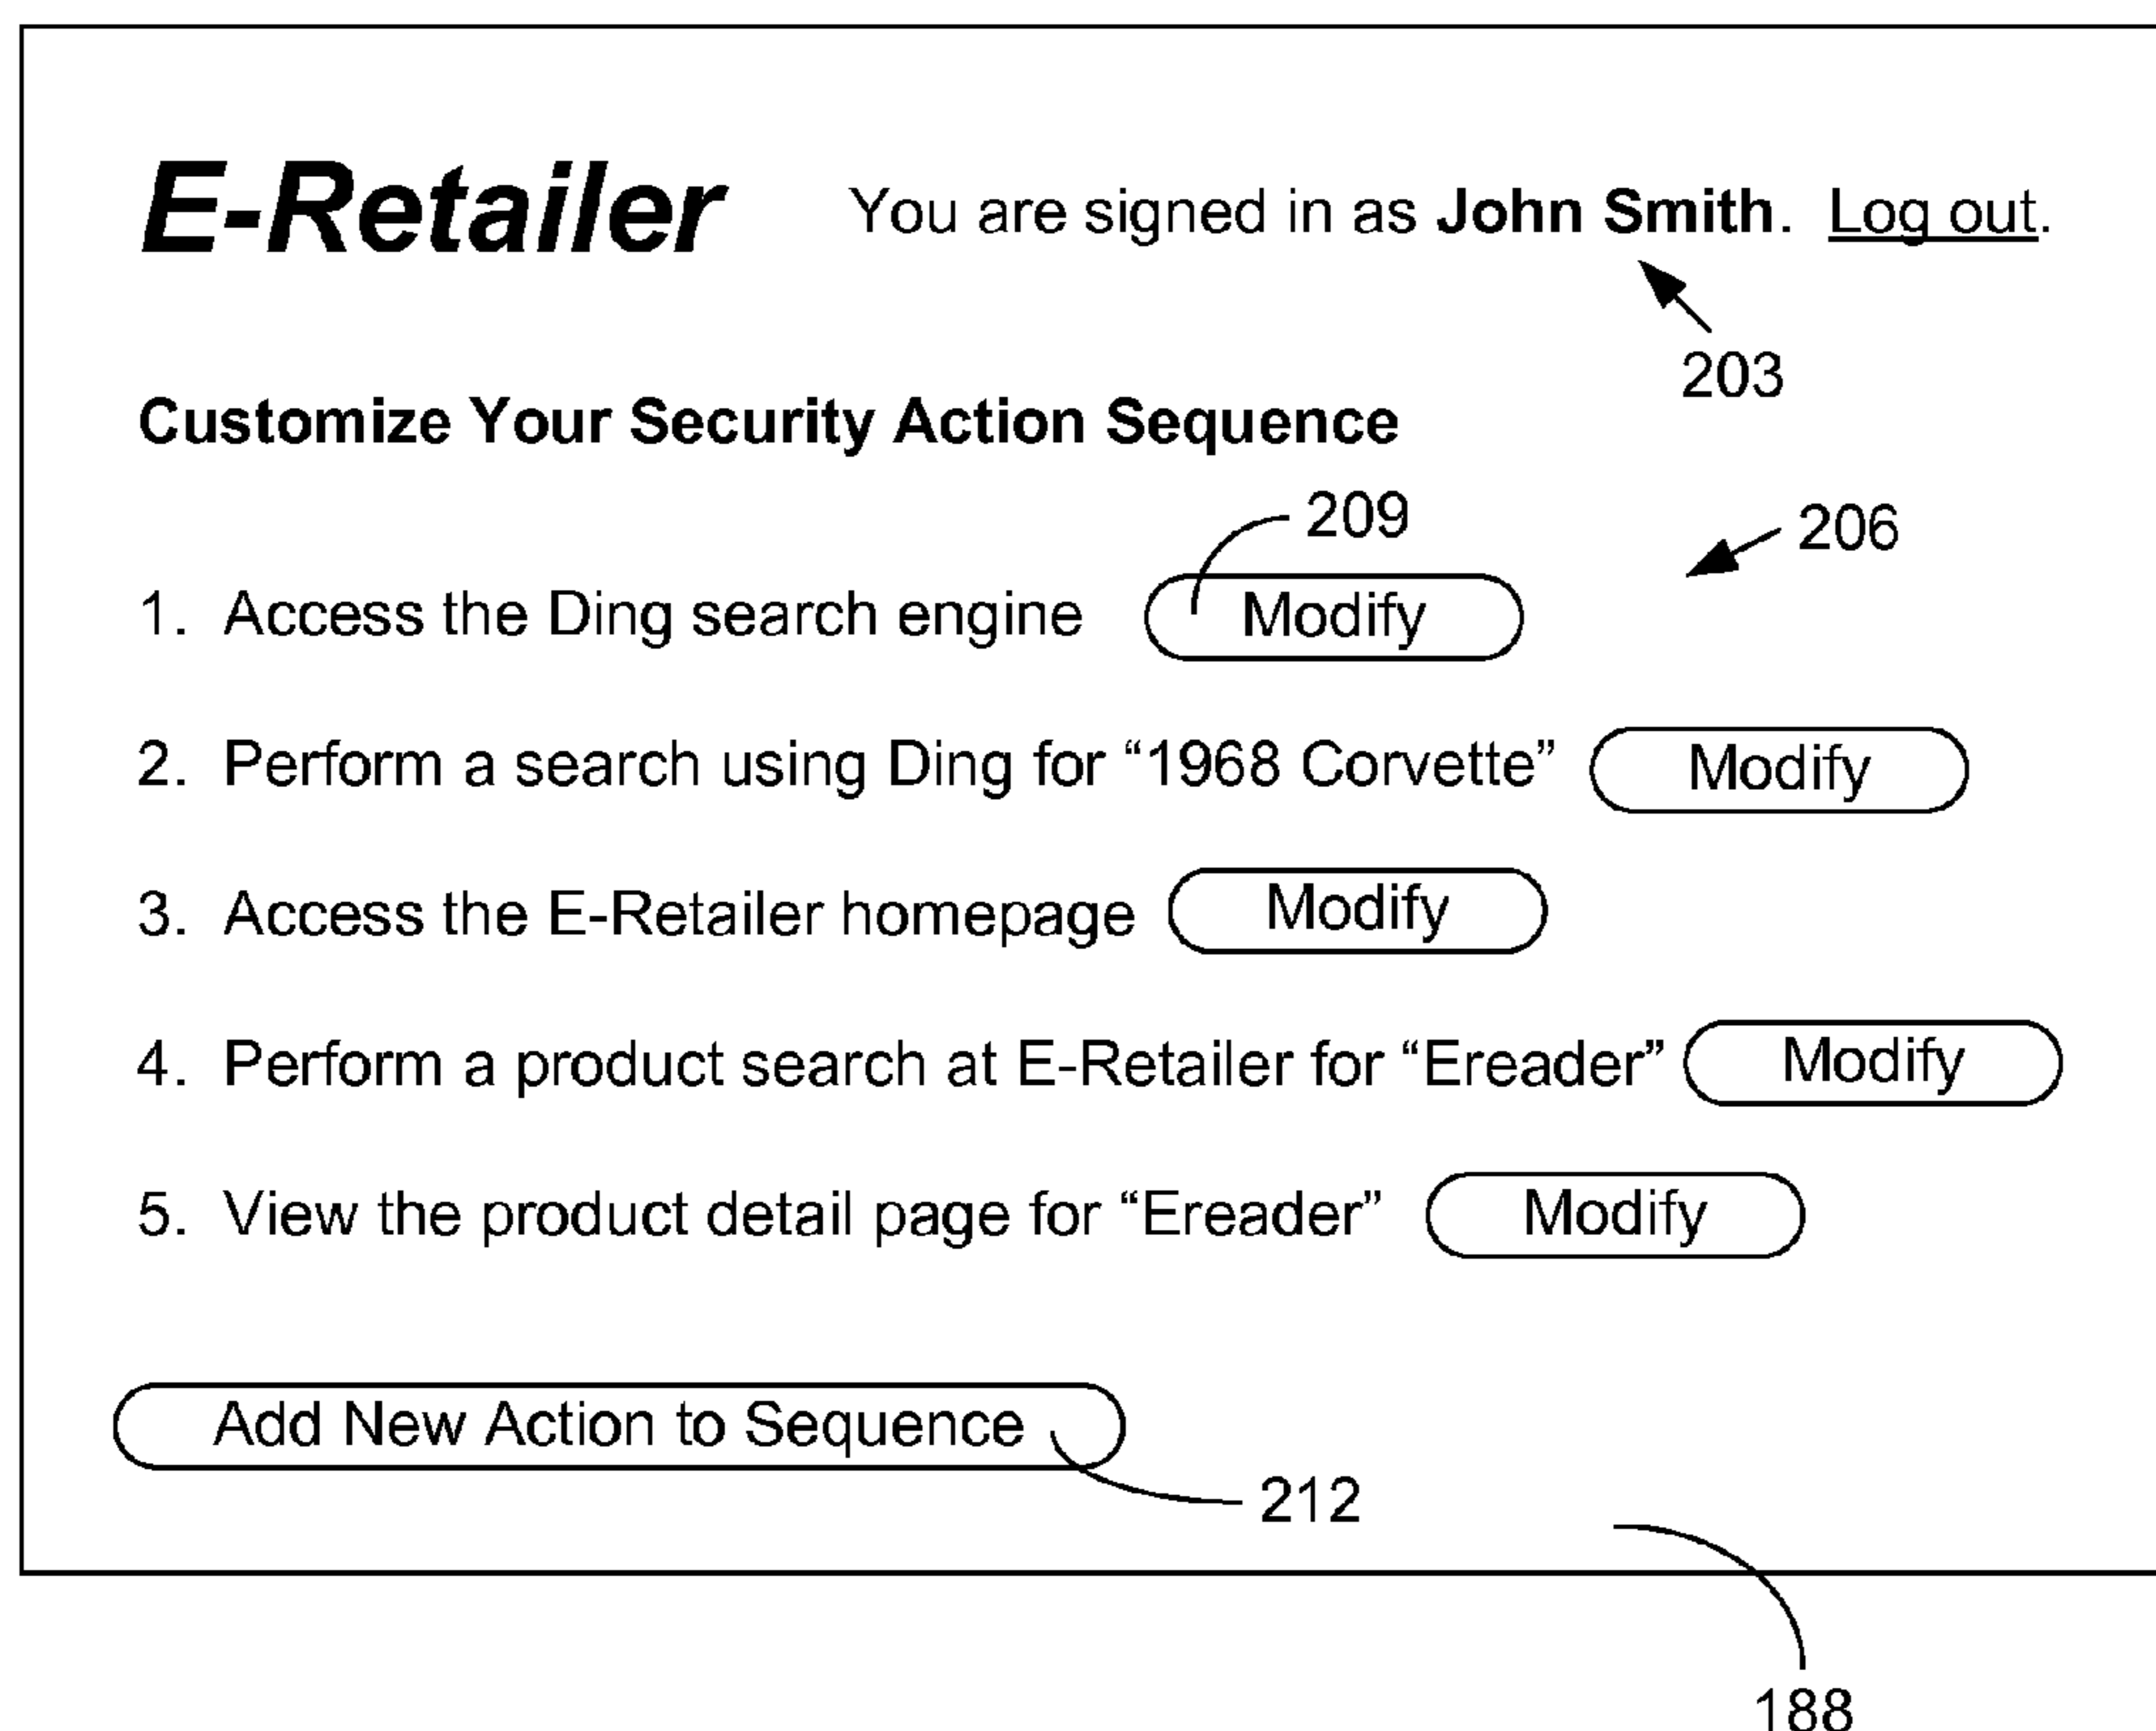 E-Retailer You are signed in as John Smith. Log out.
203
Customize Your Security Action Sequence
209
206
1. Access the Ding search engine Modify
2. Perform a search using Ding for “1968 Corvette” Modify
3. Access the E-Retailer homepage Modify
4. Perform a product search at E-Retailer for “Ereader” Modify
5. View the product detail page for “Ereader” Modify
Add New Action to Sequence
212
188